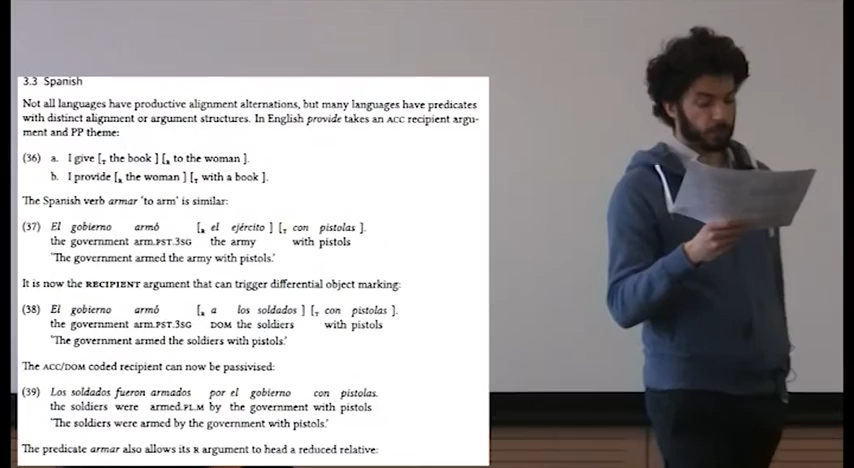 3.3 Spanish
Not all languages have productive alignment alternations, but many languages have predicates
with distinct alignment or argument structures. In English provide takes an ACC recipient argu-
ment and PP theme:
(36) a. I give [T the book ] [R to the woman ].
b. I provide [R the woman ] [T with a book ].
The Spanish verb armar 'to arm' is similar:
(37) El gobierno armó [R el ejército ] [T con pistolas ].
the government arm.PST.3SG the army with pistols
'The government armed the army with pistols.'
It is now the RECIPIENT argument that can trigger differential object marking:
(38) El gobierno armó [R a los soldados ] [T con pistolas ].
the government arm.PST.3SG DOM the soldiers with pistols
'The government armed the soldiers with pistols.'
The ACC/DOM coded recipient can now be passivised:
(39) Los soldados fueron armados por el gobierno con pistolas.
the soldiers were armed.PL.M by the government with pistols
'The soldiers were armed by the government with pistols.'
The predicate armar also allows its R argument to head a reduced relative: